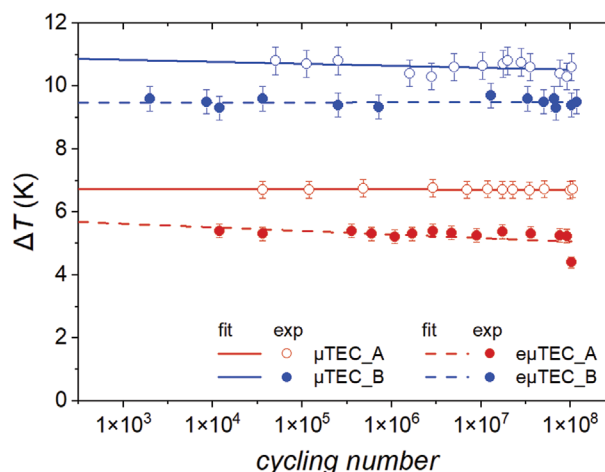 12
10
8
6
4
2
0
ΔT (K)
fit exp fit exp
μTEC_A eμTEC_A
μTEC_B eμTEC_B
1×10³ 1×10⁴ 1×10⁵ 1×10⁶ 1×10⁷ 1×10⁸
cycling number